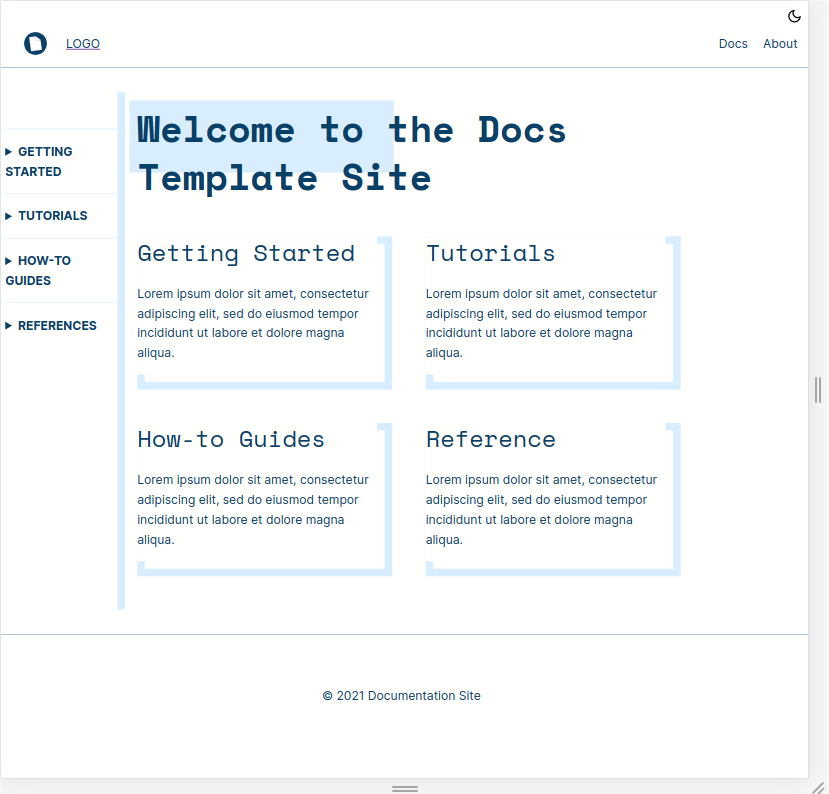 LOGO
Docs About
GETTING
STARTED
TUTORIALS
HOW-TO
GUIDES
REFERENCES
Welcome to the Docs
Template Site
Getting Started
Lorem ipsum dolor sit amet, consectetur
adipiscing elit, sed do eiusmod tempor
incididunt ut labore et dolore magna
aliqua.
Tutorials
Lorem ipsum dolor sit amet, consectetur
adipiscing elit, sed do eiusmod tempor
incididunt ut labore et dolore magna
aliqua.
How-to Guides
Lorem ipsum dolor sit amet, consectetur
adipiscing elit, sed do eiusmod tempor
incididunt ut labore et dolore magna
aliqua.
Reference
Lorem ipsum dolor sit amet, consectetur
adipiscing elit, sed do eiusmod tempor
incididunt ut labore et dolore magna
aliqua.
© 2021 Documentation Site